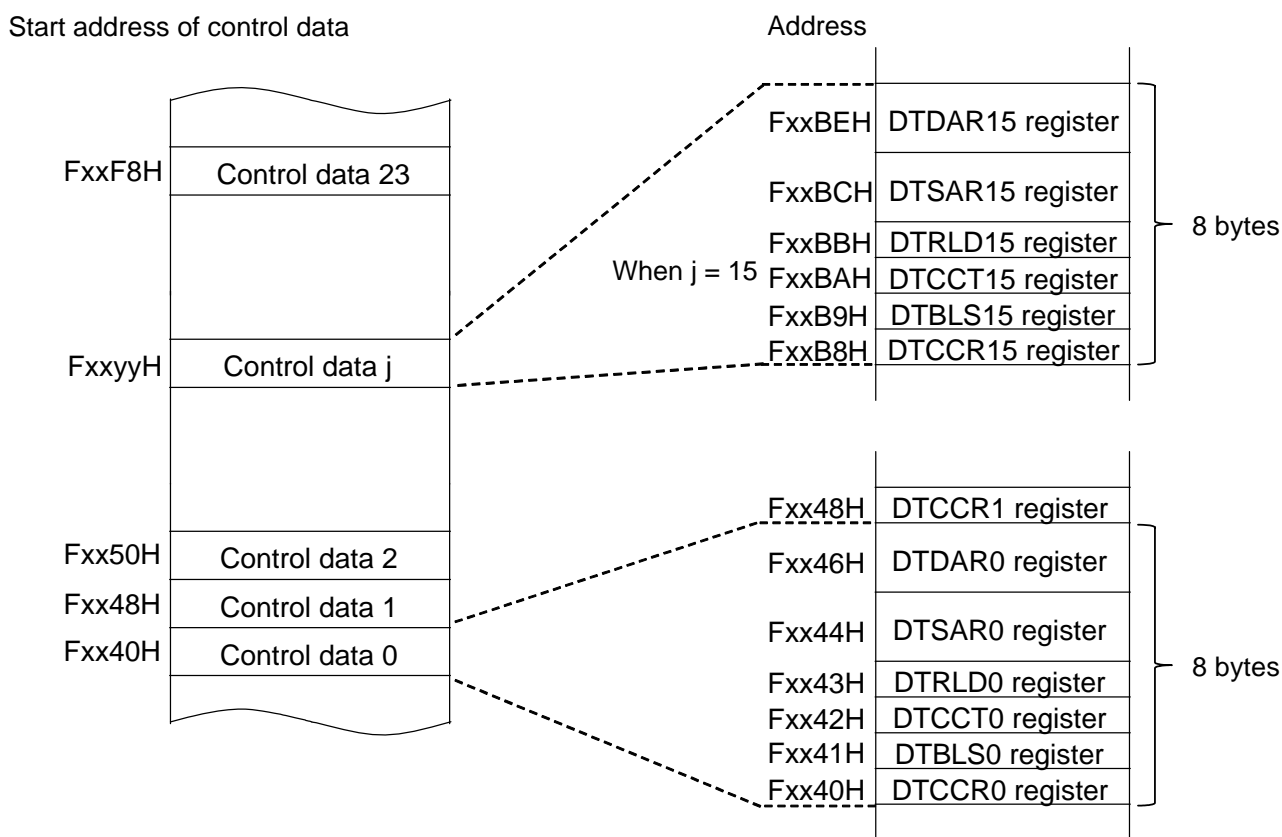 Start address of control data
FxxF8H Control data 23
FxxyyH Control data j
Fxx50H Control data 2
Fxx48H Control data 1
Fxx40H Control data 0
Address
FxxBEH DTDAR15 register
FxxBCH DTSAR15 register
FxxBBH DTRLD15 register
When j = 15 FxxBAH DTCCT15 register
FxxB9H DTBLS15 register
FxxB8H DTCCR15 register
8 bytes
Fxx48H DTCCR1 register
Fxx46H DTDAR0 register
Fxx44H DTSAR0 register
Fxx43H DTRLD0 register
Fxx42H DTCCT0 register
Fxx41H DTBLS0 register
Fxx40H DTCCR0 register
8 bytes